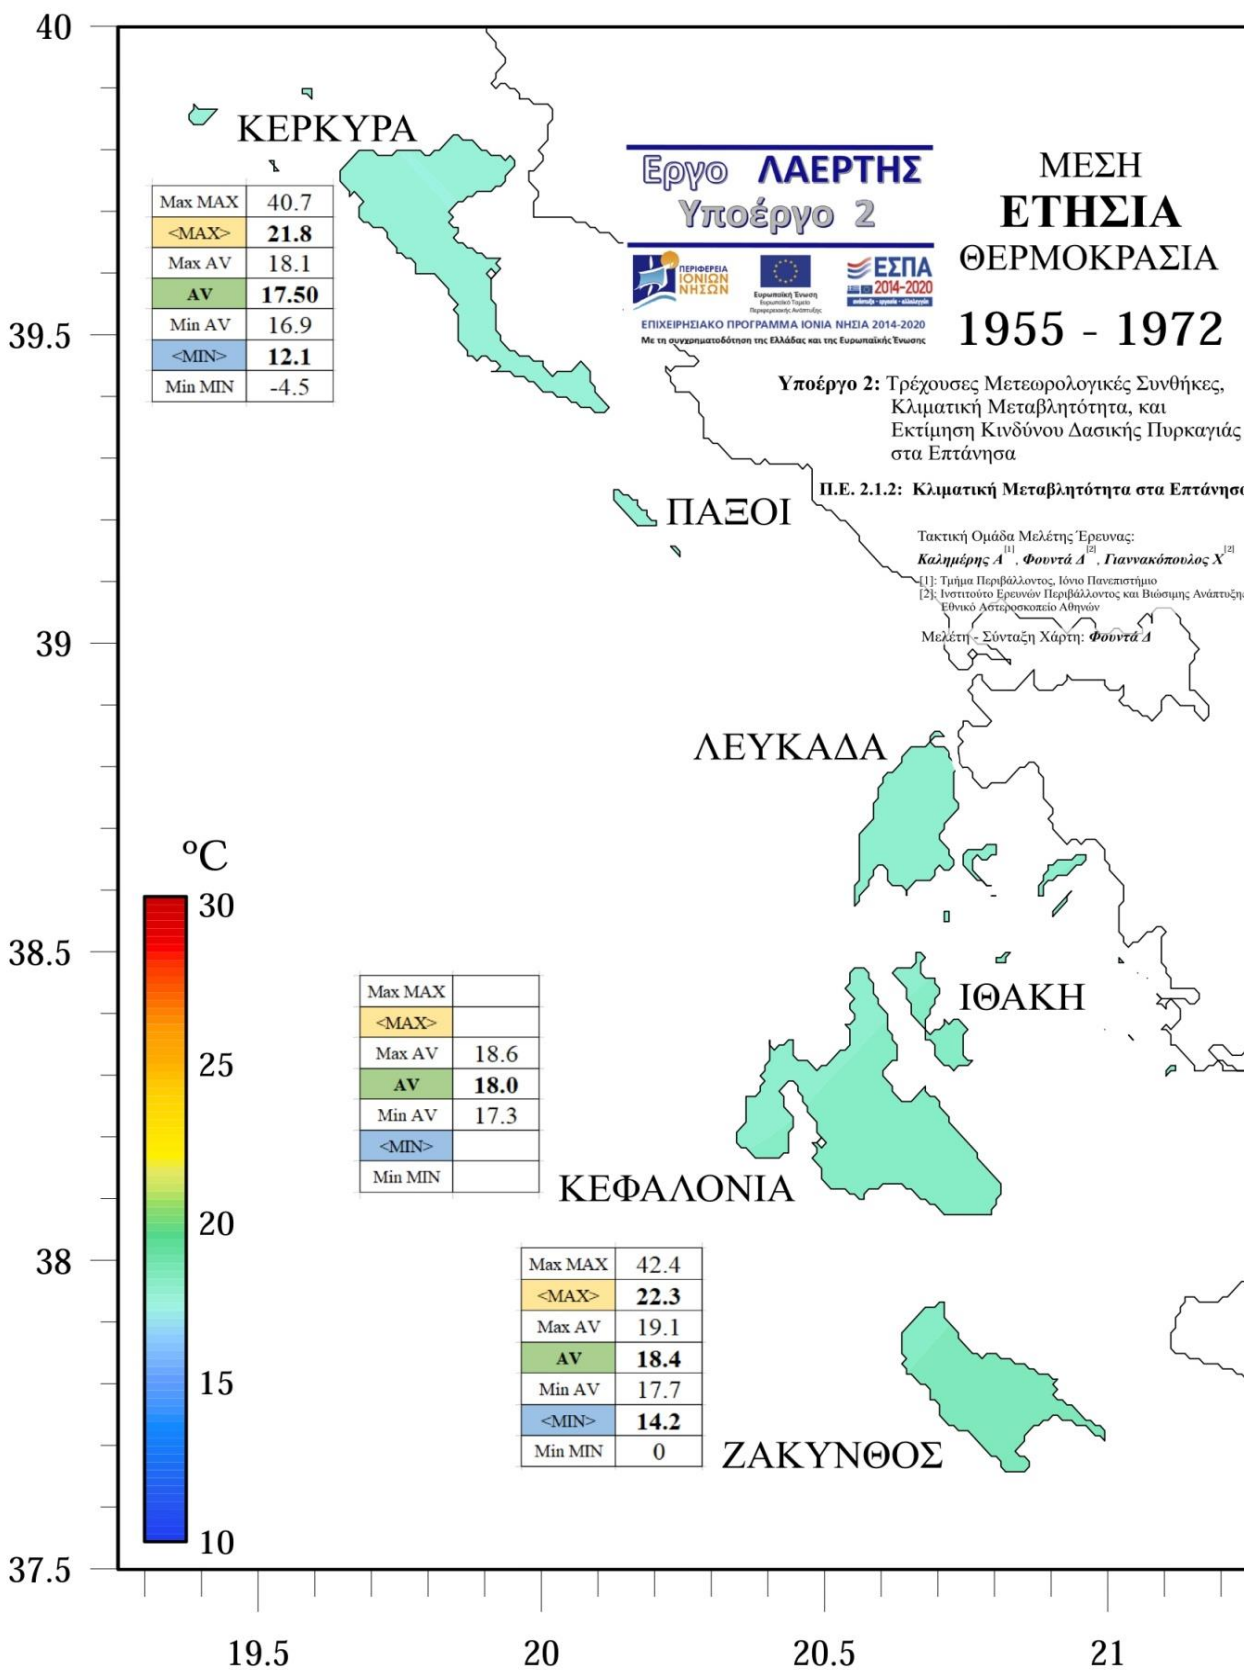 40
ΚΕΡΚΥΡΑ
Max MAX 40.7
<MAX> 21.8
Max AV 18.1
AV 17.50
Min AV 16.9
<MIN> 12.1
Min MIN -4.5
Εργο ΛΑΕΡΤΗΣ
Υποέργο 2
ΠΕΡΙΦΕΡΕΙΑ
ΙΟΝΙΩΝ
ΝΗΣΩΝ
Ευρωπαϊκή Ένωση
Ευρωπαϊκό Ταμείο
Περιφερειακής Ανάπτυξης
ΕΣΠΑ
2014-2020
ανάπτυξη - εργασία - αλληλεγγύη
ΕΠΙΧΕΙΡΗΣΙΑΚΟ ΠΡΟΓΡΑΜΜΑ ΙΟΝΙΑ ΝΗΣΙΑ 2014-2020
Με τη συγχρηματοδότηση της Ελλάδας και της Ευρωπαϊκής Ένωσης
ΜΕΣΗ
ΕΤΗΣΙΑ
ΘΕΡΜΟΚΡΑΣΙΑ
1955 - 1972
39.5
Υποέργο 2: Τρέχουσες Μετεωρολογικές Συνθήκες,
Κλιματική Μεταβλητότητα, και
Εκτίμηση Κινδύνου Δασικής Πυρκαγιάς
στα Επτάνησα
Π.Ε. 2.1.2: Κλιματική Μεταβλητότητα στα Επτάνησα
ΠΑΞΟΙ
Τακτική Ομάδα Μελέτης Έρευνας:
Καλημέρης Α [1], Φουντά Δ [2], Γιαννακόπουλος Χ [2]
[1]: Τμήμα Περιβάλλοντος, Ιόνιο Πανεπιστήμιο
[2]: Ινστιτούτο Ερευνών Περιβάλλοντος και Βιώσιμης Ανάπτυξης
Εθνικό Αστεροσκοπείο Αθηνών
Μελέτη - Σύνταξη Χάρτη: Φουντά Δ
39
ΛΕΥΚΑΔΑ
ºC
30
25
20
15
10
38.5
ΙΘΑΚΗ
Max MAX
<MAX>
Max AV 18.6
AV 18.0
Min AV 17.3
<MIN>
Min MIN
ΚΕΦΑΛΟΝΙΑ
38
Max MAX 42.4
<MAX> 22.3
Max AV 19.1
AV 18.4
Min AV 17.7
<MIN> 14.2
Min MIN 0
ΖΑΚΥΝΘΟΣ
37.5
19.5 20 20.5 21